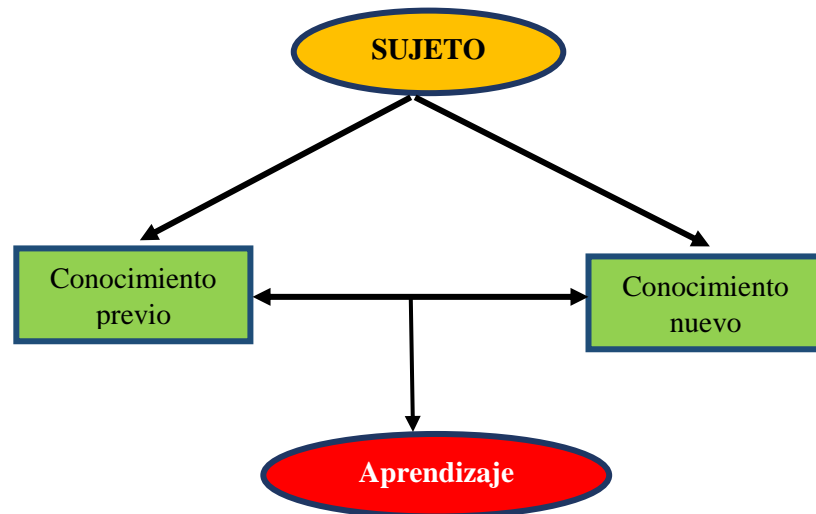 SUJETO
Conocimiento
previo
Conocimiento
nuevo
Aprendizaje